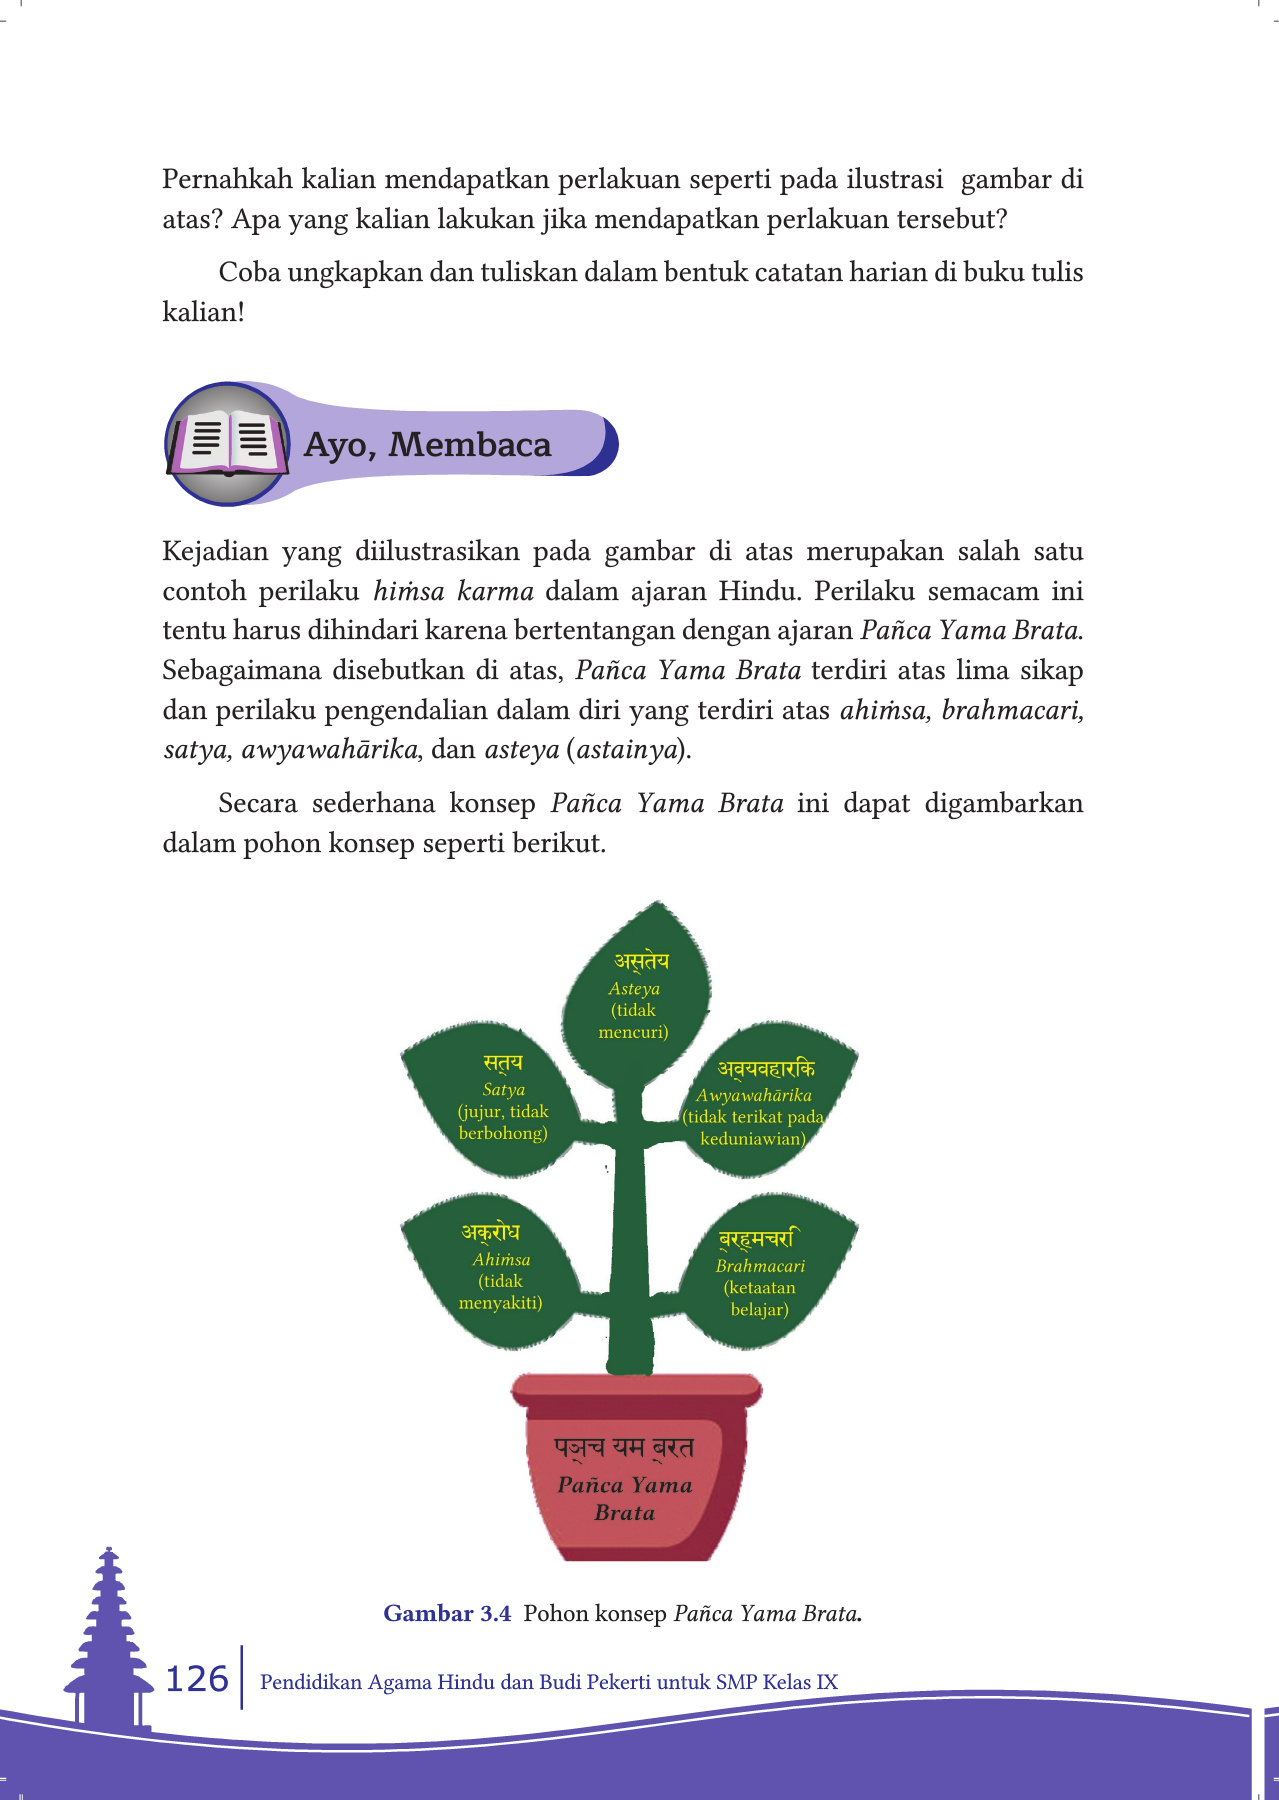 Pernahkah kalian mendapatkan perlakuan seperti pada ilustrasi gambar di
atas? Apa yang kalian lakukan jika mendapatkan perlakuan tersebut?
Coba ungkapkan dan tuliskan dalam bentuk catatan harian di buku tulis
kalian!
Ayo, Membaca
Kejadian yang diilustrasikan pada gambar di atas merupakan salah satu
contoh perilaku hiṁsa karma dalam ajaran Hindu. Perilaku semacam ini
tentu harus dihindari karena bertentangan dengan ajaran Pañca Yama Brata.
Sebagaimana disebutkan di atas, Pañca Yama Brata terdiri atas lima sikap
dan perilaku pengendalian dalam diri yang terdiri atas ahiṁsa, brahmacari,
satya, awyawahārika, dan asteya (astainya).
Secara sederhana konsep Pañca Yama Brata ini dapat digambarkan
dalam pohon konsep seperti berikut.
अस्‌तेय
Asteya
(tidak
mencuri)
सत्‌य
Satya
(jujur, tidak
berbohong)
अव्‌यवहारकि
Awyawahārika
(tidak terikat pada
keduniawian)
अक्‌रोध
Ahiṁsa
(tidak
menyakiti)
ब्‌रह्‌मचरि
Brahmacari
(ketaatan
belajar)
पञ्‌च यम ब्‌रत
Pañca Yama
Brata
Gambar 3.4 Pohon konsep Pañca Yama Brata.
126
Pendidikan Agama Hindu dan Budi Pekerti untuk SMP Kelas IX